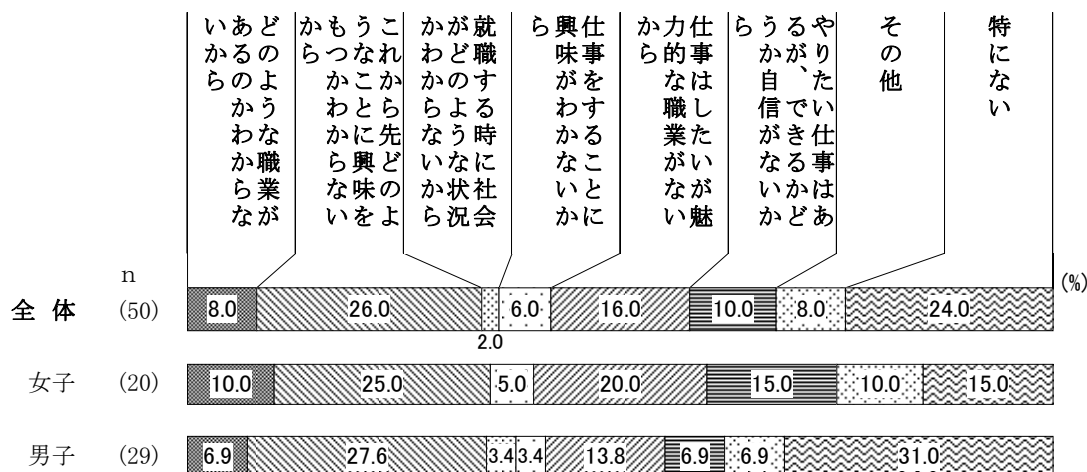 どのような職業が
あるのかわからな
いから
これから先どのよ
うなことに興味を
もつかわからない
から
就職する時に社会
がどのような状況
かわからないから
仕事をすることに
興味がわかないか
ら
仕事はしたいが魅
力的な職業がない
から
やりたい仕事はあ
るが、できるかど
うか自信がないか
ら
その他
特にない
n
(%)
全 体 (50) 8.0 26.0 6.0 16.0 10.0 8.0 24.0
2.0
女子 (20) 10.0 25.0 5.0 20.0 15.0 10.0 15.0
男子 (29) 6.9 27.6 3.4 3.4 13.8 6.9 6.9 31.0